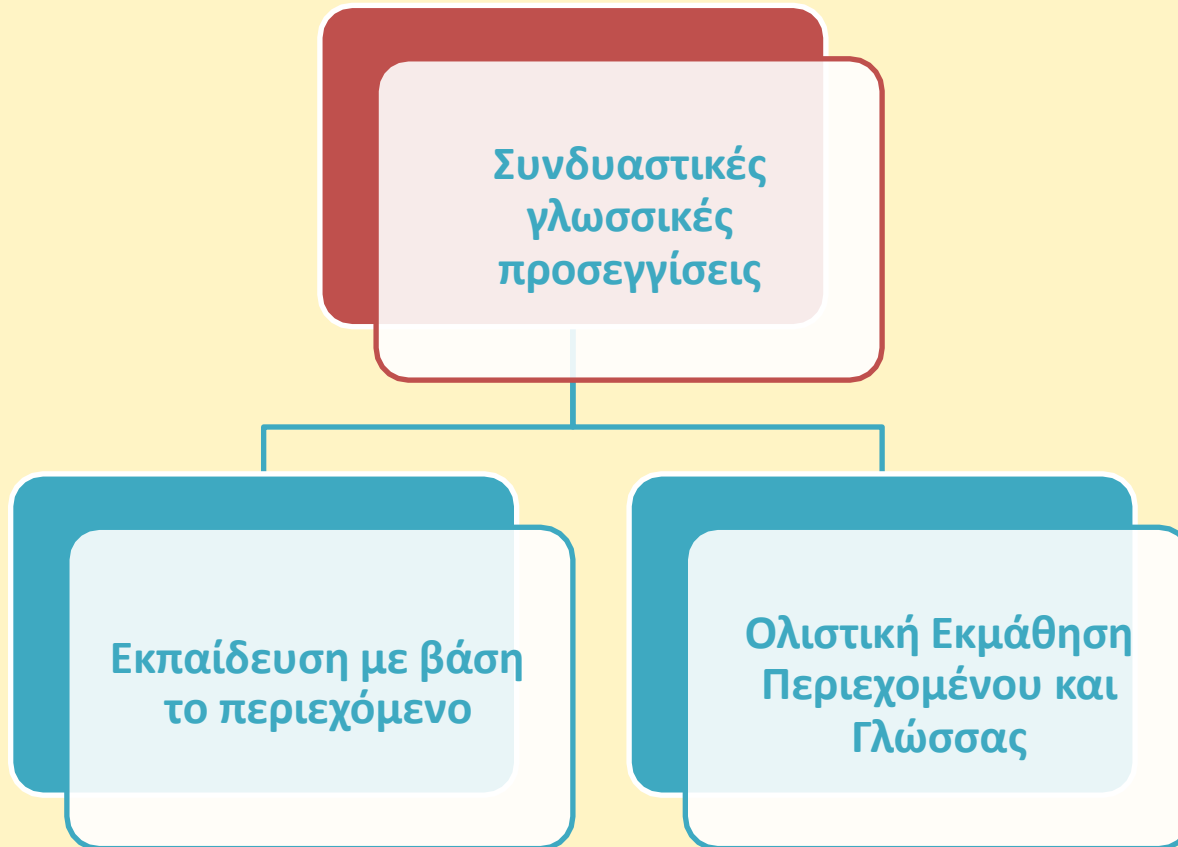 Συνδυαστικές
γλωσσικές
προσεγγίσεις
Εκπαίδευση με βάση
το περιεχόμενο
Ολιστική Εκμάθηση
Περιεχομένου και
Γλώσσας